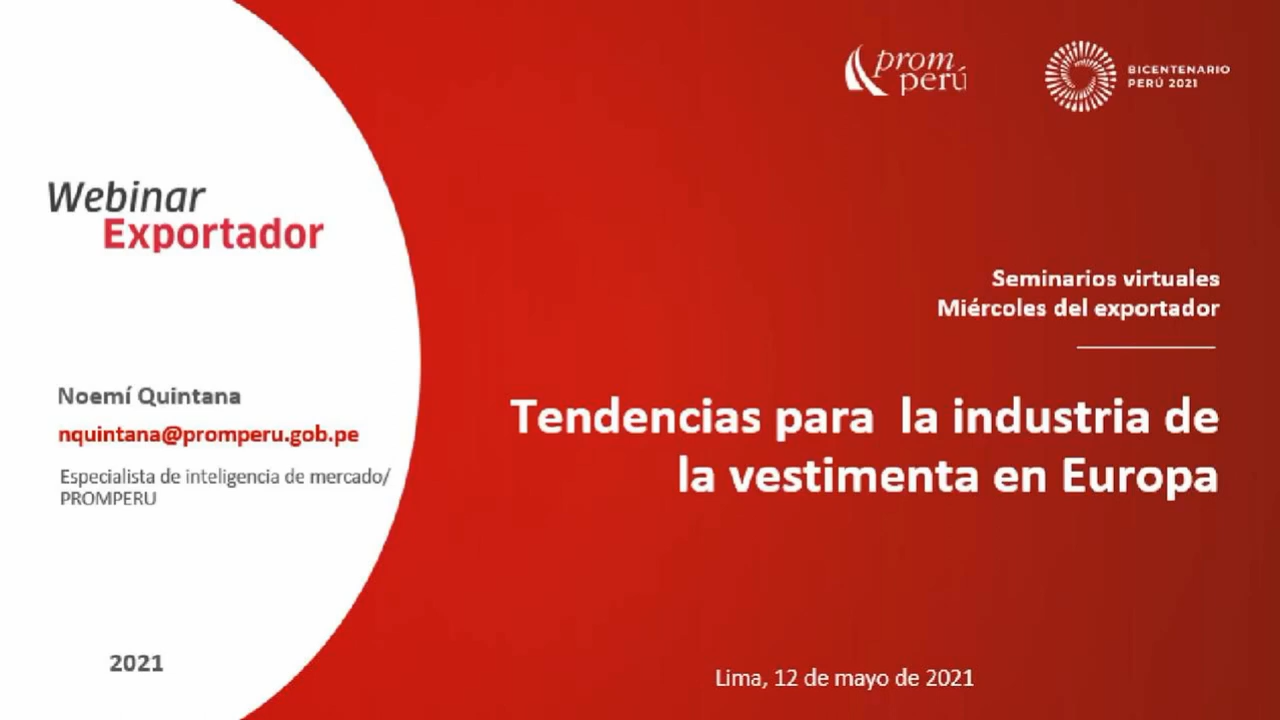 prom
perú
BICENTENARIO
PERÚ 2021
Webinar
Exportador
Seminarios virtuales
Miércoles del exportador
Noemí Quintana
nquintana@promperu.gob.pe
Especialista de inteligencia de mercado/
PROMPERU
Tendencias para la industria de
la vestimenta en Europa
2021
Lima, 12 de mayo de 2021